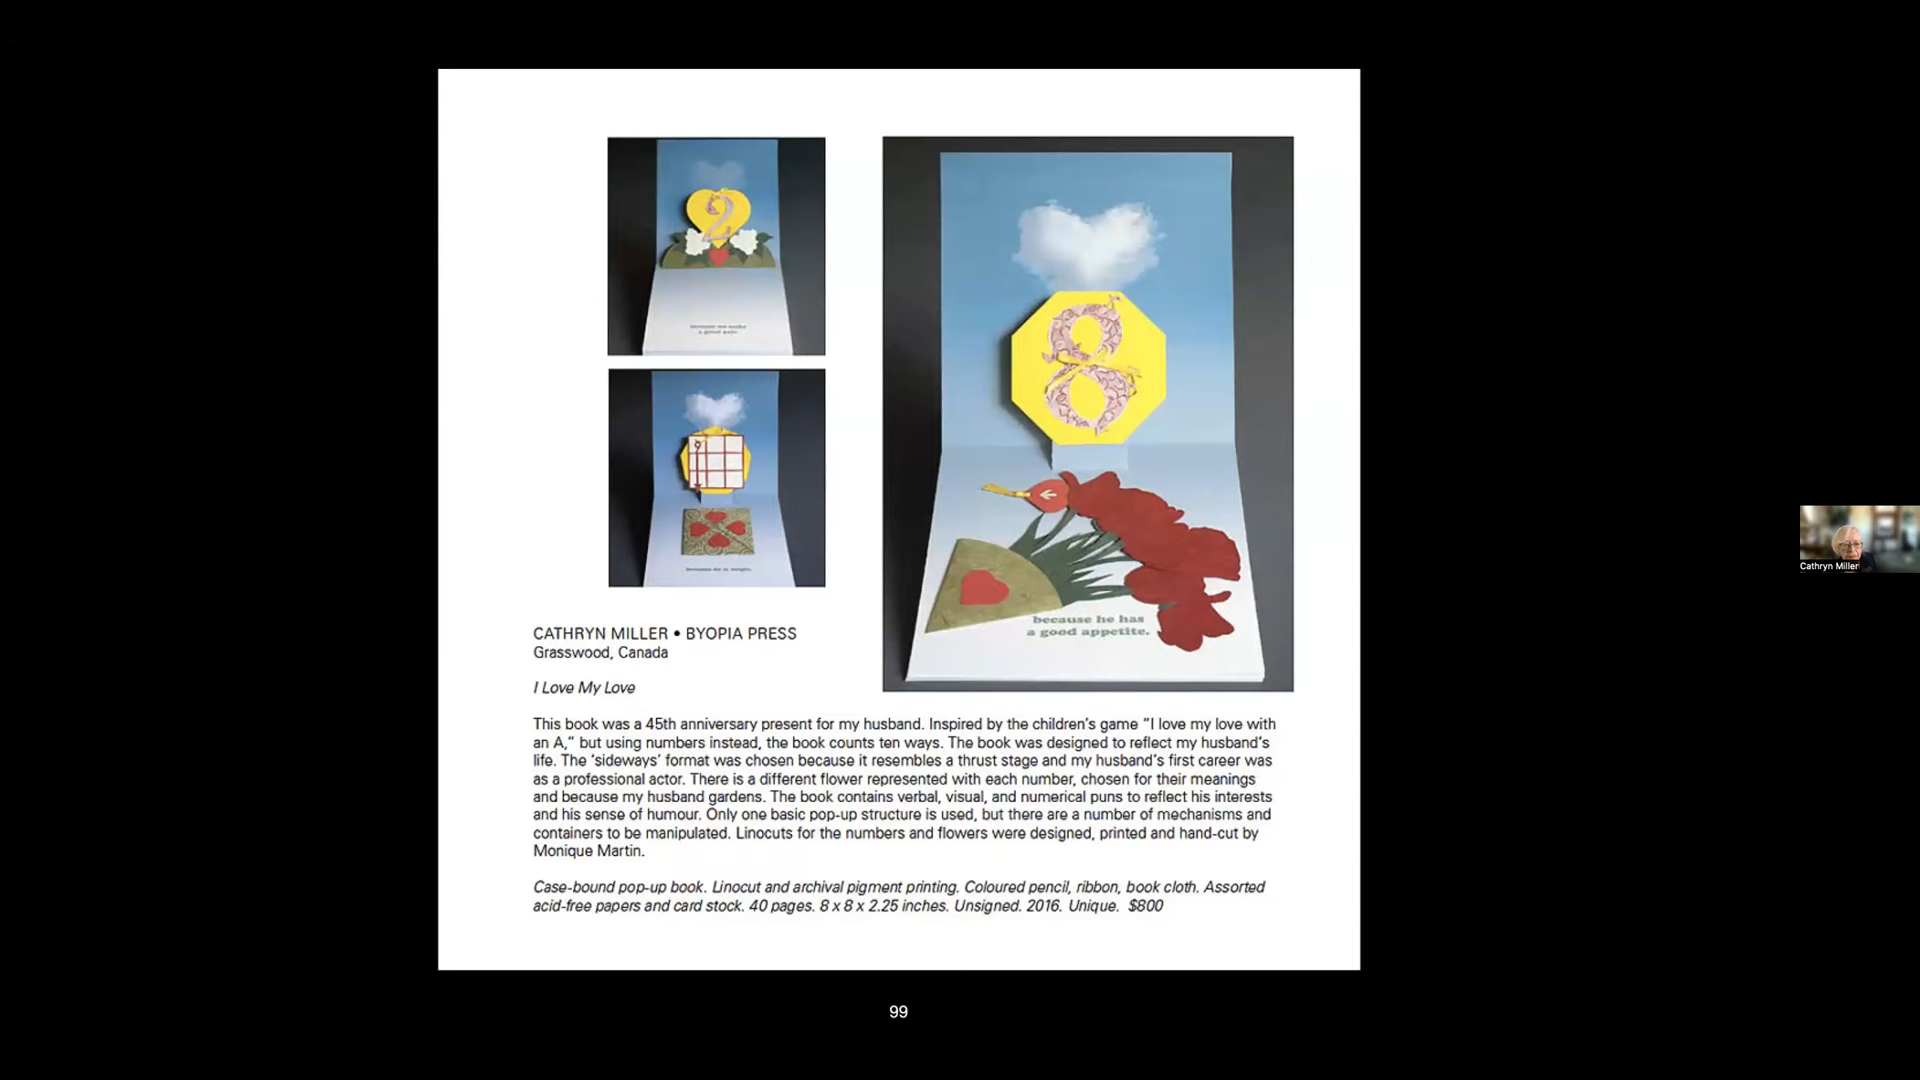 2
because we make
a good pair.
9
8
because he has
a good appetite.
CATHRYN MILLER • BYOPIA PRESS
Grasswood, Canada
I Love My Love
This book was a 45th anniversary present for my husband. Inspired by the children's game "I love my love with
an A," but using numbers instead, the book counts ten ways. The book was designed to reflect my husband's
life. The 'sideways' format was chosen because it resembles a thrust stage and my husband's first career was
as a professional actor. There is a different flower represented with each number, chosen for their meanings
and because my husband gardens. The book contains verbal, visual, and numerical puns to reflect his interests
and his sense of humour. Only one basic pop-up structure is used, but there are a number of mechanisms and
containers to be manipulated. Linocuts for the numbers and flowers were designed, printed and hand-cut by
Monique Martin.
Case-bound pop-up book. Linocut and archival pigment printing. Coloured pencil, ribbon, book cloth. Assorted
acid-free papers and card stock. 40 pages. 8 x 8 x 2.25 inches. Unsigned. 2016. Unique. $800
99
Cathryn Miller